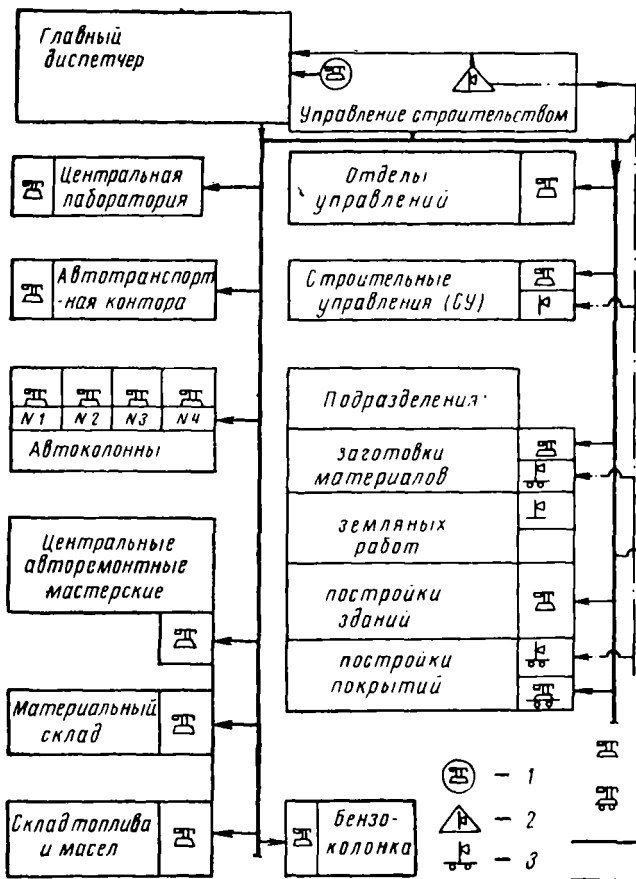 Главный
диспетчер
Управление строительством
Центральная
лаборатория
Отделы
управлений
Автотранспорт
-ная контора
Строительные
управления (СУ)
N1 N2 N3 N4
Автоколонны
Подразделения:
заготовки
материалов
земляных
работ
Центральные
авторемонтные
мастерские
постройки
зданий
постройки
покрытий
Материальный
склад
Склад топлива
и масел
Бензо-
колонка
- 1
- 2
- 3